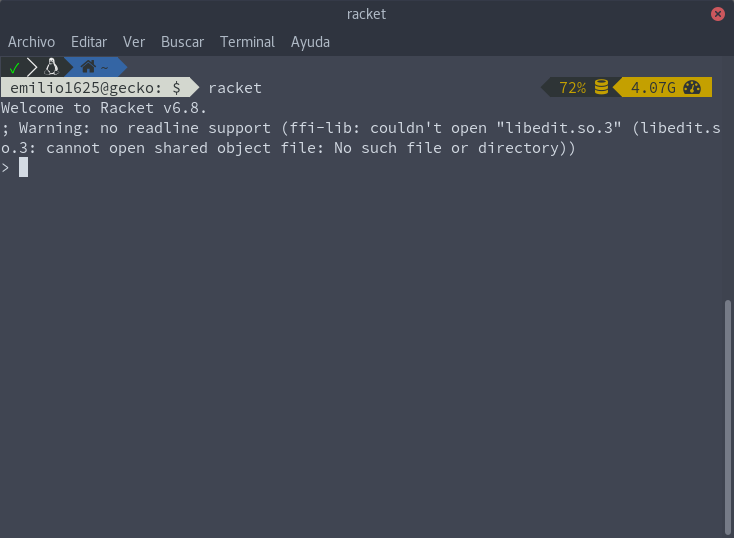 racket
Archivo Editar Ver Buscar Terminal Ayuda
~
emilio1625@gecko: $ racket 72% 4.07G
Welcome to Racket v6.8.
; Warning: no readline support (ffi-lib: couldn't open "libedit.so.3" (libedit.s
o.3: cannot open shared object file: No such file or directory))
>